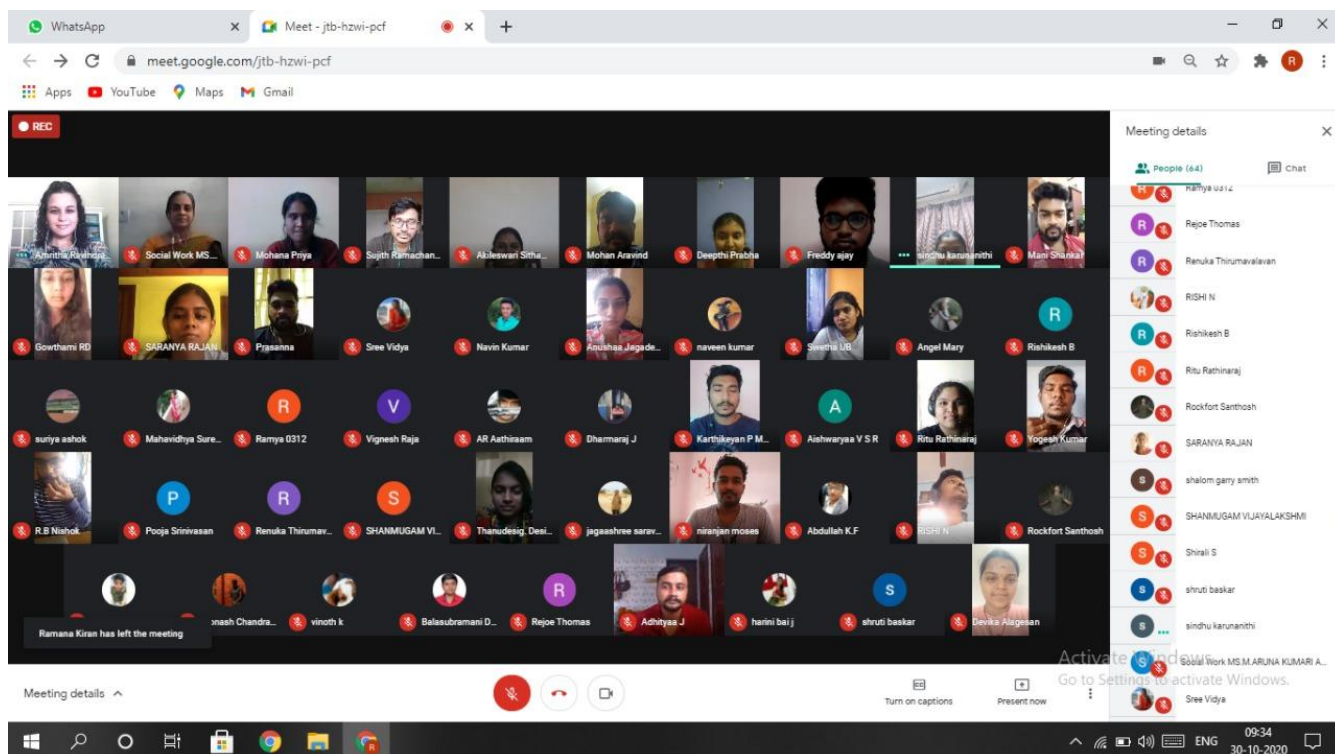 WhatsApp
Meet - jtb-hzwi-pcf
meet.google.com/jtb-hzwi-pcf
R
Apps
YouTube
Maps
Gmail
REC
Amritha Ravindra...
Social Work MS...
Mohana Priya
Sujith Ramachan...
Akileswari Sitha...
Mohan Aravind
Deepthi Prabha
Freddy ajay
sindhu karunanithi
Mani Shankar
Gowthami RD
SARANYA RAJAN
Prasanna
Sree Vidya
Navin Kumar
Anushaa Jagade...
naveen kumar
Swetha UB
Angel Mary
R
Rishikesh B
suriya ashok
Mahavidhya Sure...
R
Ramya 0312
V
Vignesh Raja
AR Aathiraam
Dharmaraj J
Karthikeyan P M...
A
Aishwaryaa V S R
Ritu Rathinaraj
Yogesh Kumar
R.B Nishok
P
Pooja Srinivasan
R
Renuka Thirumav...
S
SHANMUGAM VI...
Thanudesig. Desi...
jagaashree sarav...
niranjan moses
Abdullah K.F
RISHI N
Rockfort Santhosh
onash Chandra...
vinoth k
Balasubramani D...
R
Rejoe Thomas
Adhityaa J
harini bai j
S
shruti baskar
Devika Alagesan
Ramana Kiran has left the meeting
Meeting details
People (64)
Chat
Ramya 0312
R
Rejoe Thomas
R
Renuka Thirumavalavan
RISHI N
R
Rishikesh B
R
Ritu Rathinaraj
Rockfort Santhosh
SARANYA RAJAN
S
shalom garry smith
S
SHANMUGAM VIJAYALAKSHMI
S
Shirali S
S
shruti baskar
S
sindhu karunanithi
S
Social Work MS.M.ARUNA KUMARI A...
Sree Vidya
Activate Windows
Go to Settings to activate Windows.
Meeting details
Turn on captions
Present now
ENG
09:34
30-10-2020